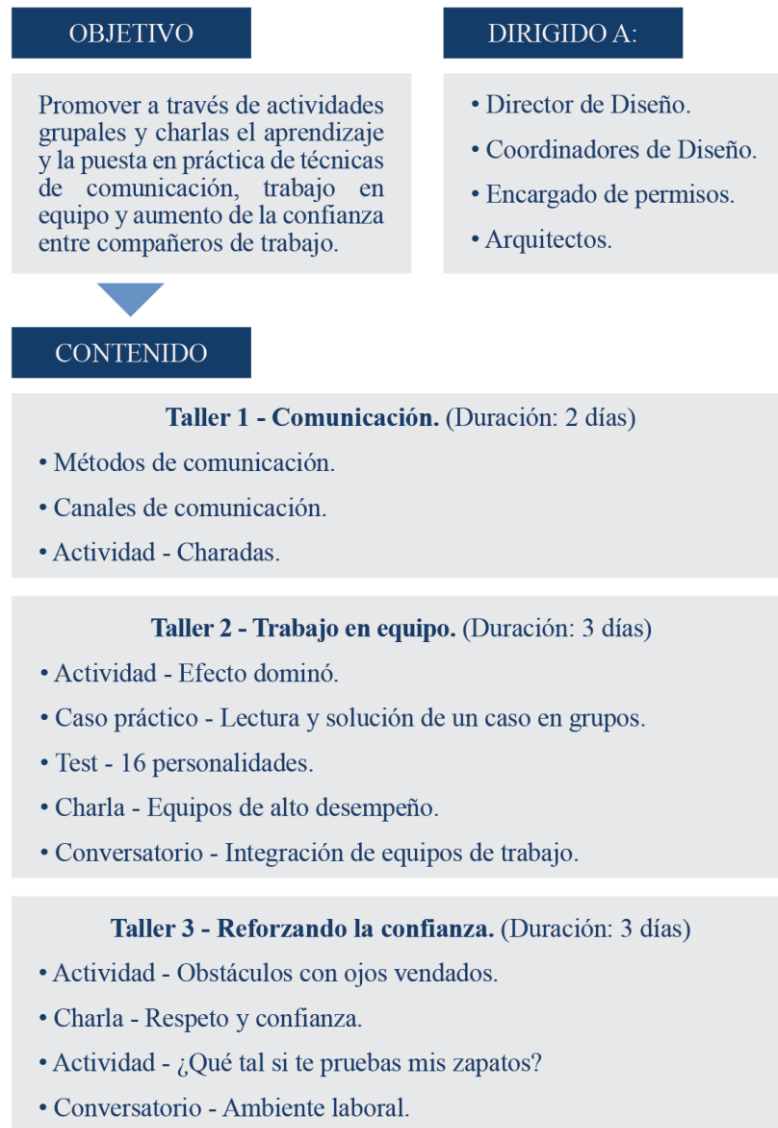 OBJETIVO
Promover a través de actividades
grupales y charlas el aprendizaje
y la puesta en práctica de técnicas
de comunicación, trabajo en
equipo y aumento de la confianza
entre compañeros de trabajo.
DIRIGIDO A:
• Director de Diseño.
• Coordinadores de Diseño.
• Encargado de permisos.
• Arquitectos.
CONTENIDO
Taller 1 - Comunicación. (Duración: 2 días)
• Métodos de comunicación.
• Canales de comunicación.
• Actividad - Charadas.
Taller 2 - Trabajo en equipo. (Duración: 3 días)
• Actividad - Efecto dominó.
• Caso práctico - Lectura y solución de un caso en grupos.
• Test - 16 personalidades.
• Charla - Equipos de alto desempeño.
• Conversatorio - Integración de equipos de trabajo.
Taller 3 - Reforzando la confianza. (Duración: 3 días)
• Actividad - Obstáculos con ojos vendados.
• Charla - Respeto y confianza.
• Actividad - ¿Qué tal si te pruebas mis zapatos?
• Conversatorio - Ambiente laboral.